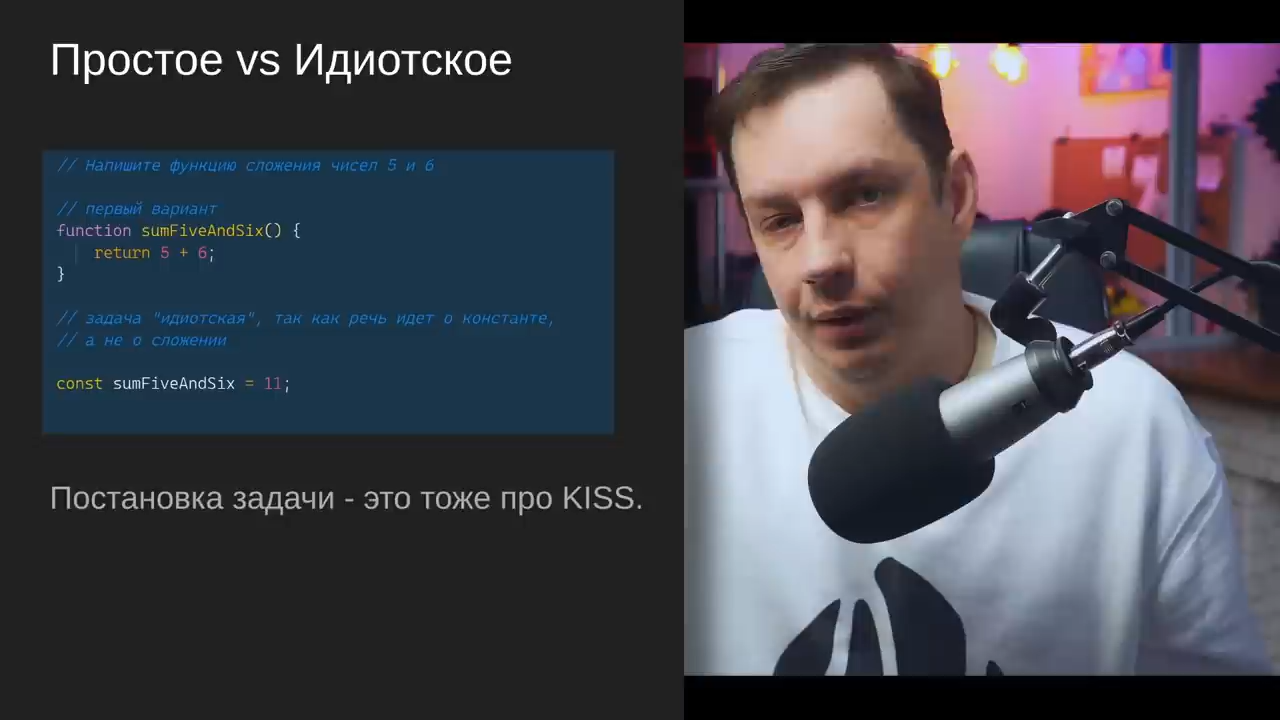 Простое vs Идиотское
// Напишите функцию сложения чисел 5 и 6
// первый вариант
function sumFiveAndSix() {
return 5 + 6;
}
// задача "идиотская", так как речь идет о константе,
// а не о сложении
const sumFiveAndSix = 11;
Постановка задачи - это тоже про KISS.